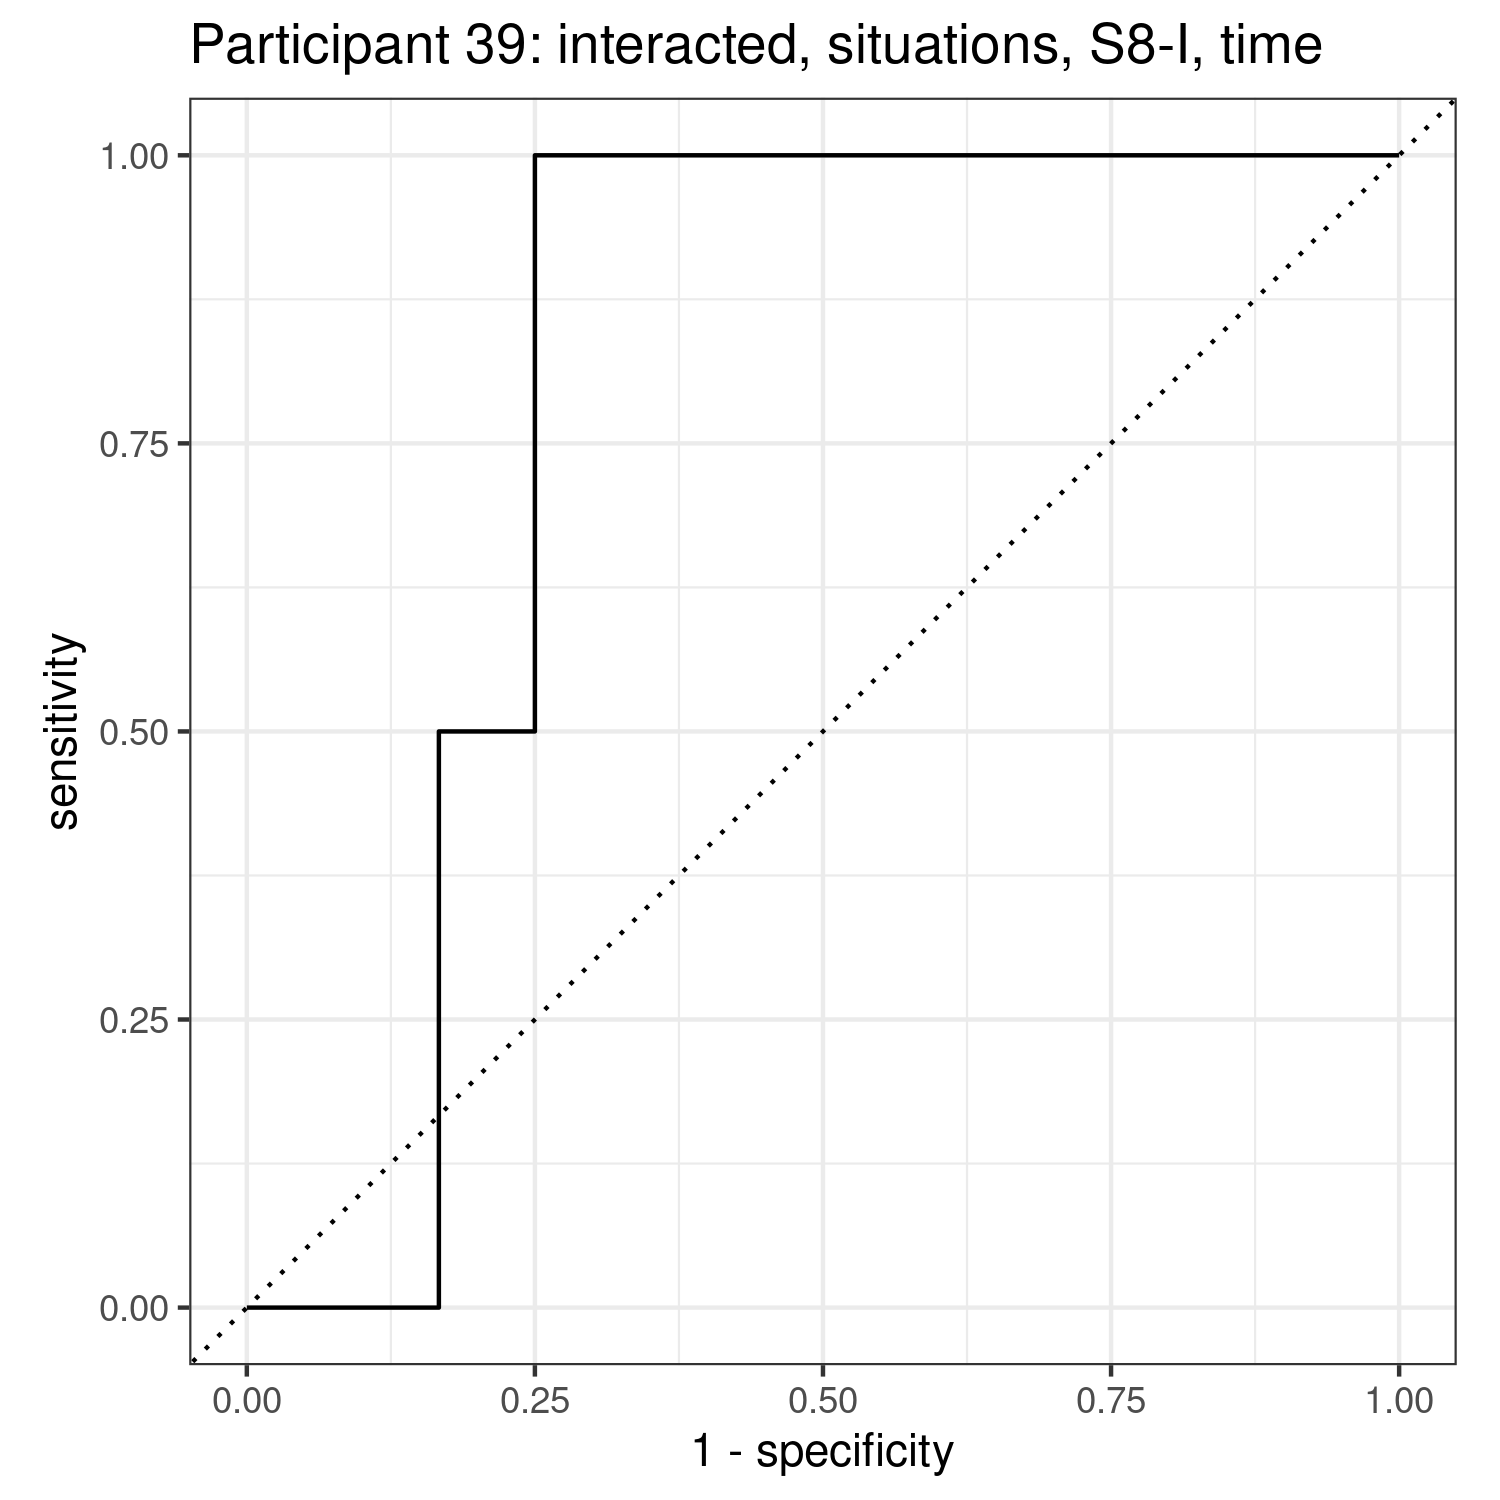 Participant 39: interacted, situations, S8-I, time
1.00
0.75
0.50
0.25
0.00
sensitivity
0.00 0.25 0.50 0.75 1.00
1 - specificity